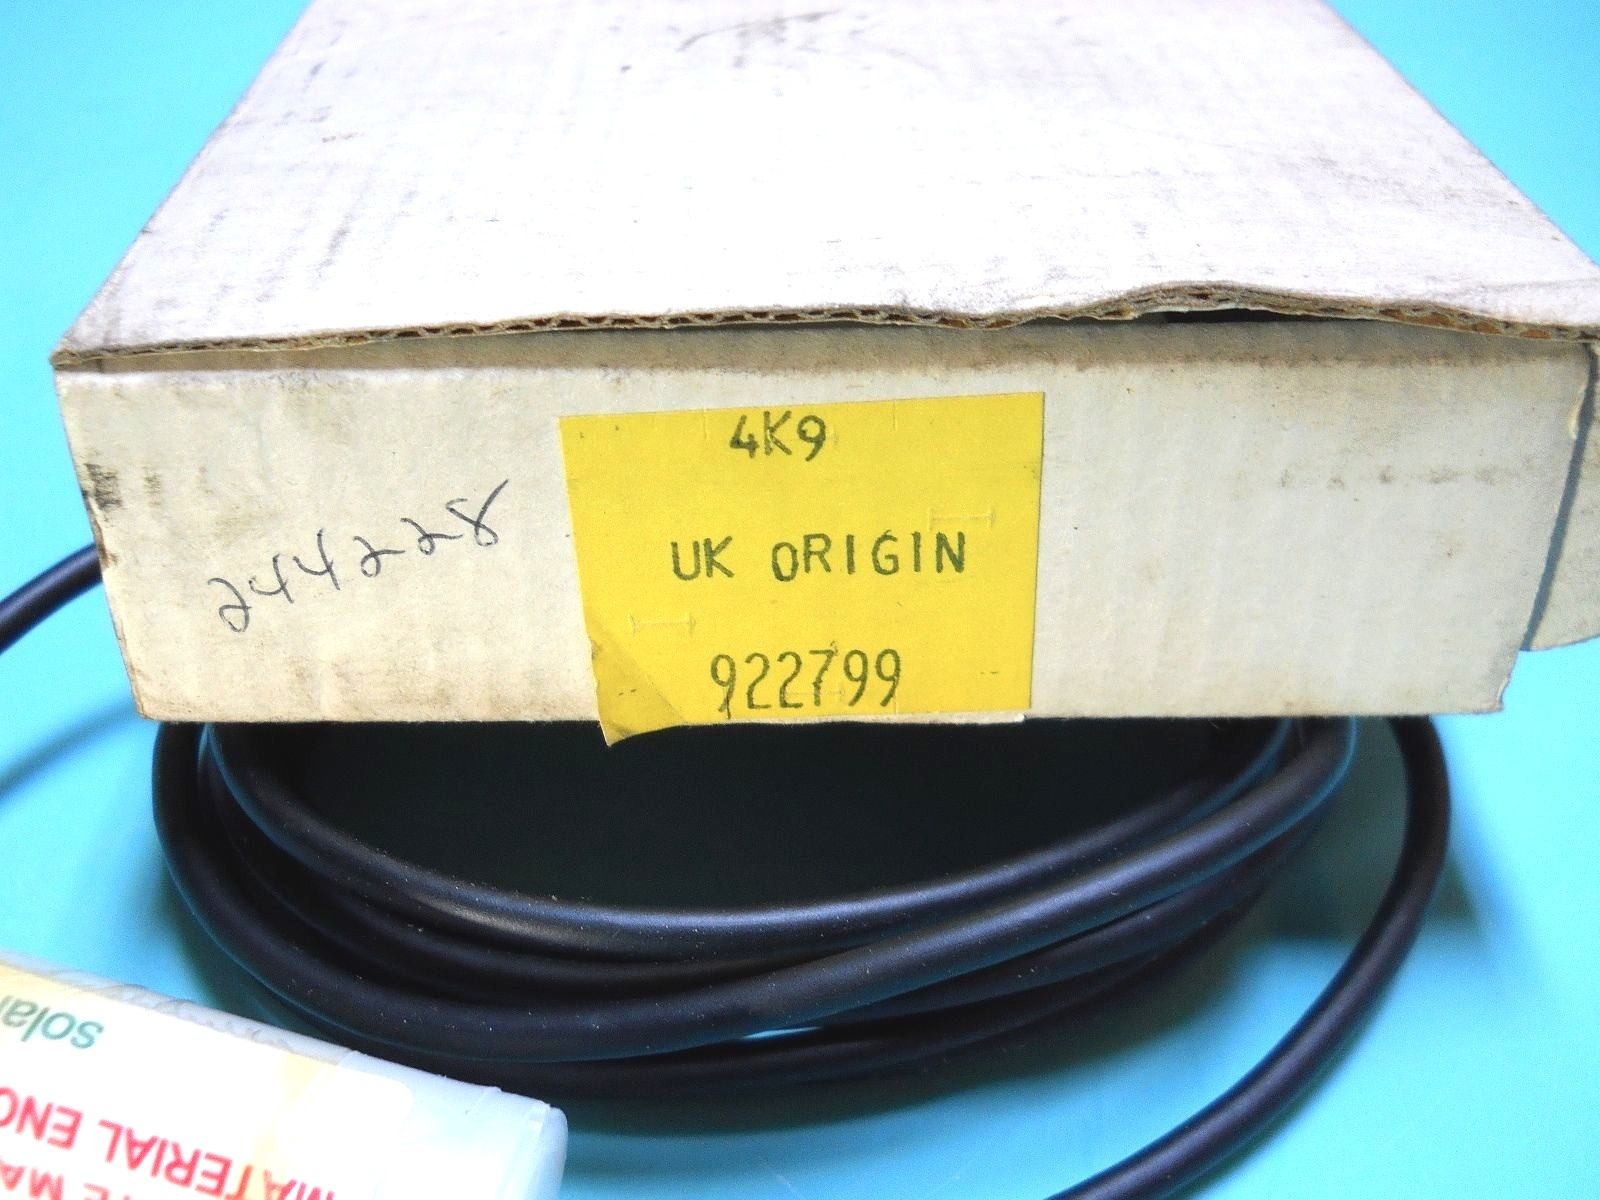 4K9
UK ORIGIN
922799
244228
solar
MATERIAL ENC